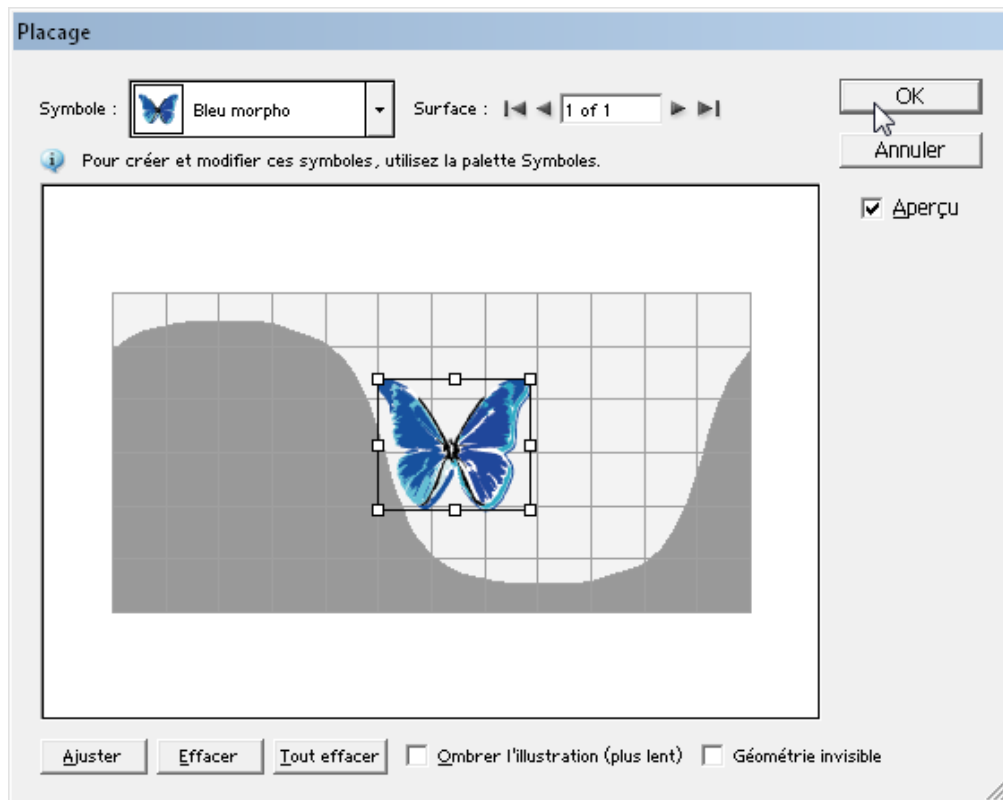 Placage
Symbole : Bleu morpho Surface : 1 of 1 OK
Pour créer et modifier ces symboles, utilisez la palette Symboles. Annuler
Aperçu
Ajuster Effacer Tout effacer Ombrer l'illustration (plus lent) Géométrie invisible